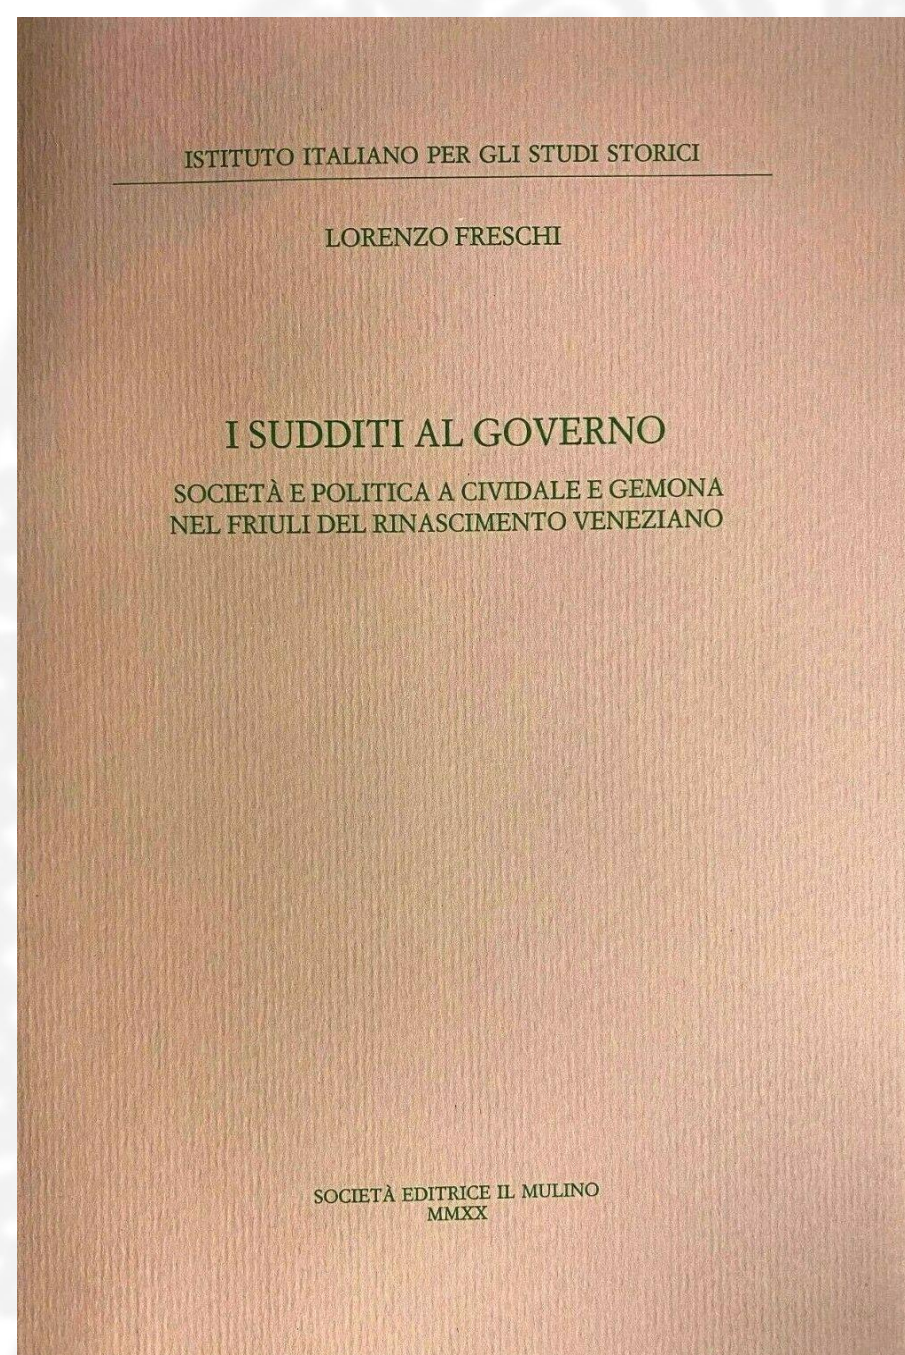 ISTITUTO ITALIANO PER GLI STUDI STORICI
LORENZO FRESCHI
I SUDDITI AL GOVERNO
SOCIETÀ E POLITICA A CIVIDALE E GEMONA
NEL FRIULI DEL RINASCIMENTO VENEZIANO
SOCIETÀ EDITRICE IL MULINO
MMXX